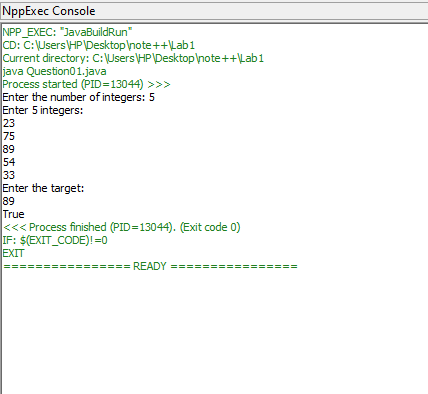 NppExec Console
NPP_EXEC: "JavaBuildRun"
CD: C:\Users\HP\Desktop\note++\Lab1
Current directory: C:\Users\HP\Desktop\note++\Lab1
java Question01.java
Process started (PID=13044) >>>
Enter the number of integers: 5
Enter 5 integers:
23
75
89
54
33
Enter the target:
89
True
<<< Process finished (PID=13044). (Exit code 0)
IF: $(EXIT_CODE)!=0
EXIT
================ READY ================